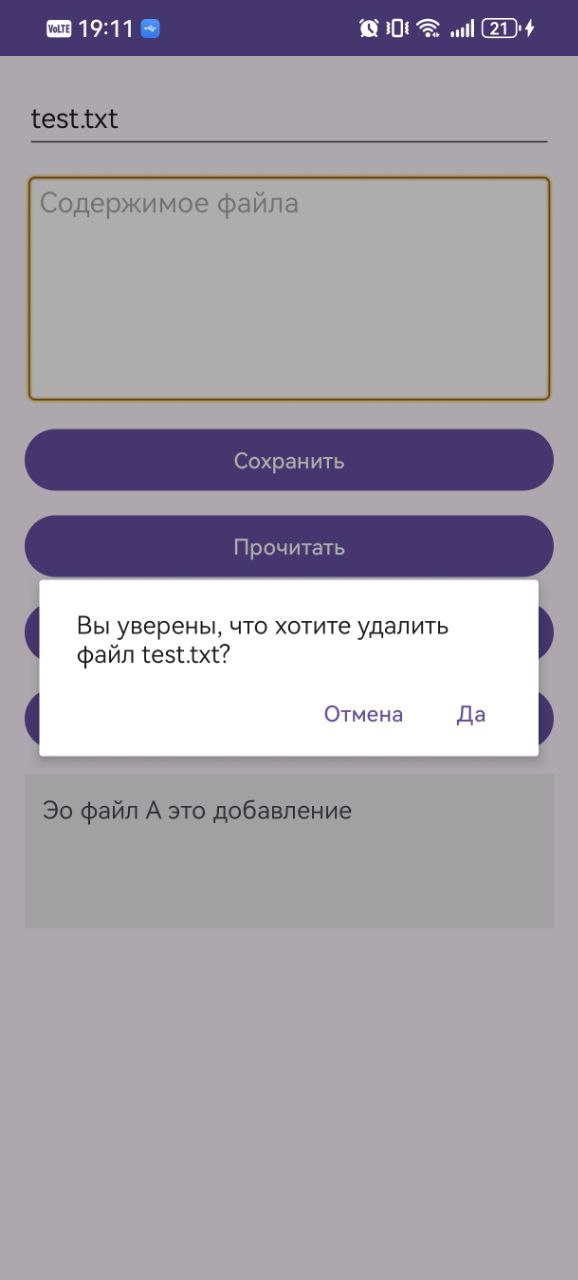 VoLTE 19:11 21
test.txt
Содержимое файла
Сохранить
Прочитать
Вы уверены, что хотите удалить
файл test.txt?
Отмена Да
Эо файл А это добавление